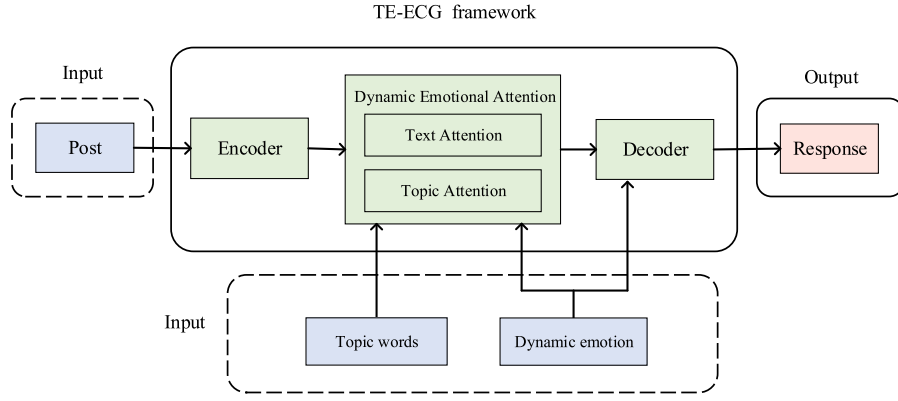 TE-ECG framework
Input
Output
Dynamic Emotional Attention
Text Attention
Post
Encoder
Decoder
Response
Topic Attention
Input
Topic words
Dynamic emotion